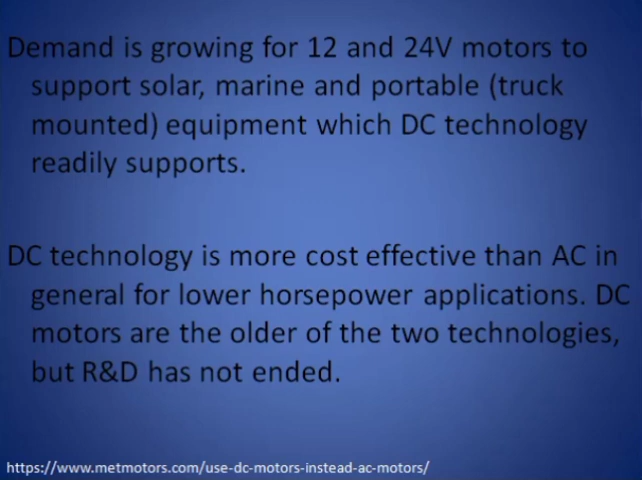 Demand is growing for 12 and 24V motors to
support solar, marine and portable (truck
mounted) equipment which DC technology
readily supports.
DC technology is more cost effective than AC in
general for lower horsepower applications. DC
motors are the older of the two technologies,
but R&D has not ended.
https://www.metmotors.com/use-dc-motors-instead-ac-motors/